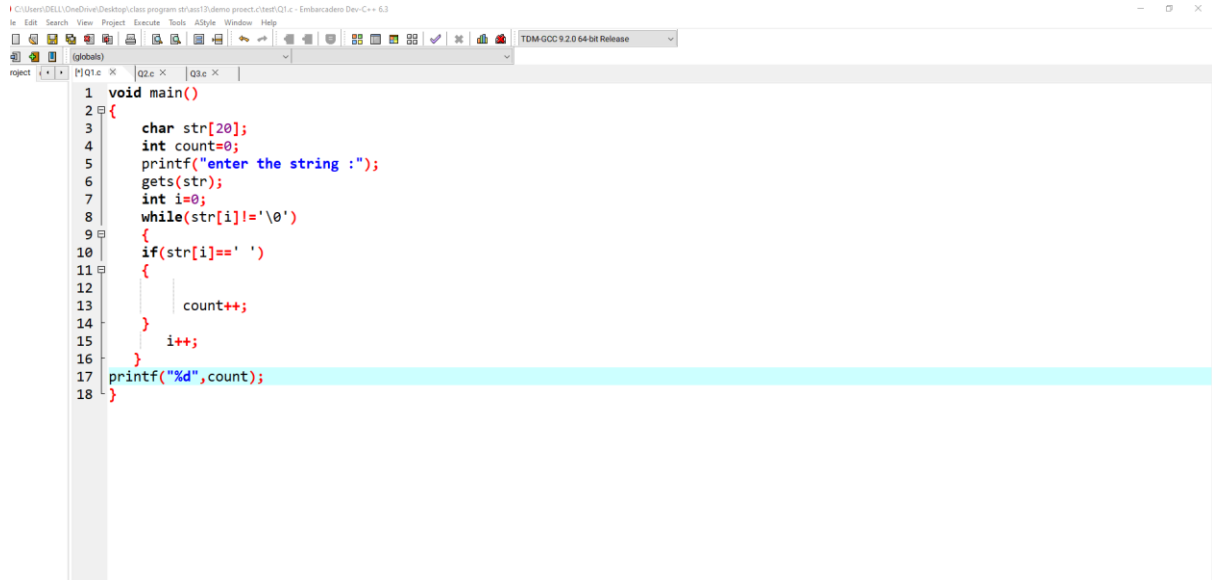 C:\Users\DELL\OneDrive\Desktop\class program str\ass13\demo proect.c\test\Q1.c - Embarcadero Dev-C++ 6.3
le Edit Search View Project Execute Tools AStyle Window Help
TDM-GCC 9.2.0 64-bit Release
(globals)
roject [*] Q1.c Q2.c Q3.c
1 void main()
2 {
3 char str[20];
4 int count=0;
5 printf("enter the string :");
6 gets(str);
7 int i=0;
8 while(str[i]!='\0')
9 {
10 if(str[i]==' ')
11 {
12
13 count++;
14 }
15 i++;
16 }
17 printf("%d",count);
18 }